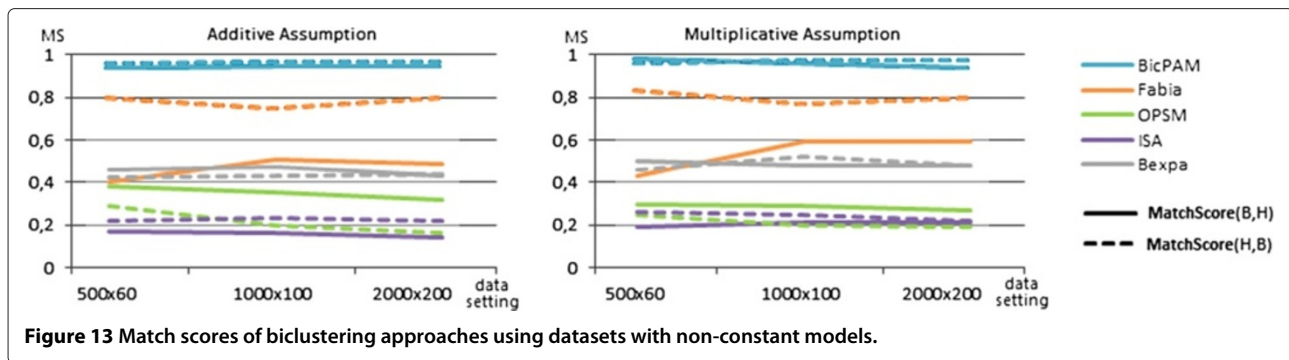 MS
Additive Assumption
1
0,8
0,6
0,4
0,2
0
500x60
1000x100
2000x200
data
setting
MS
Multiplicative Assumption
1
0,8
0,6
0,4
0,2
0
500x60
1000x100
2000x200
data
setting
BicPAM
Fabia
OPSM
ISA
Bexpa
MatchScore(B,H)
MatchScore(H,B)
Figure 13 Match scores of biclustering approaches using datasets with non-constant models.